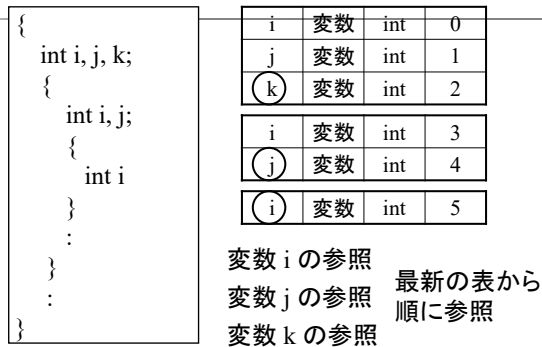 {
int i, j, k;
{
int i, j;
{
int i
}
:
}
:
}
i 変数 int 0
j 変数 int 1
k 変数 int 2
i 変数 int 3
j 変数 int 4
i 変数 int 5
変数 i の参照
変数 j の参照
変数 k の参照
最新の表から
順に参照